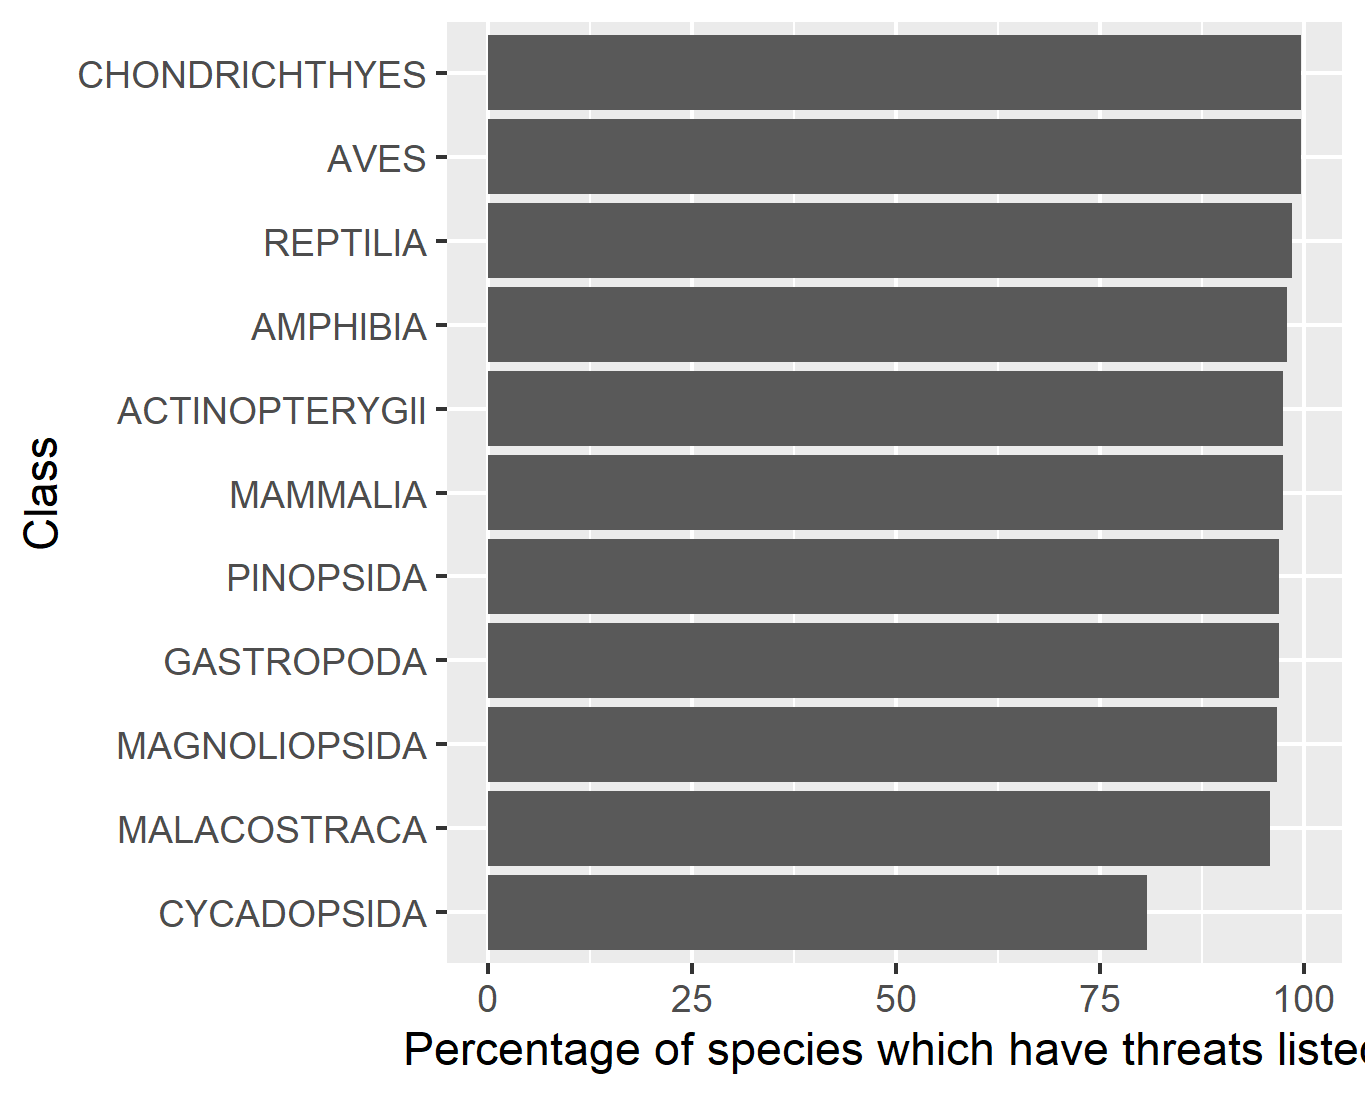 CHONDRICHTHYES
AVES
REPTILIA
AMPHIBIA
ACTINOPTERYGII
MAMMALIA
PINOPSIDA
GASTROPODA
MAGNOLIOPSIDA
MALACOSTRACA
CYCADOPSIDA
Class
0 25 50 75 100
Percentage of species which have threats listed